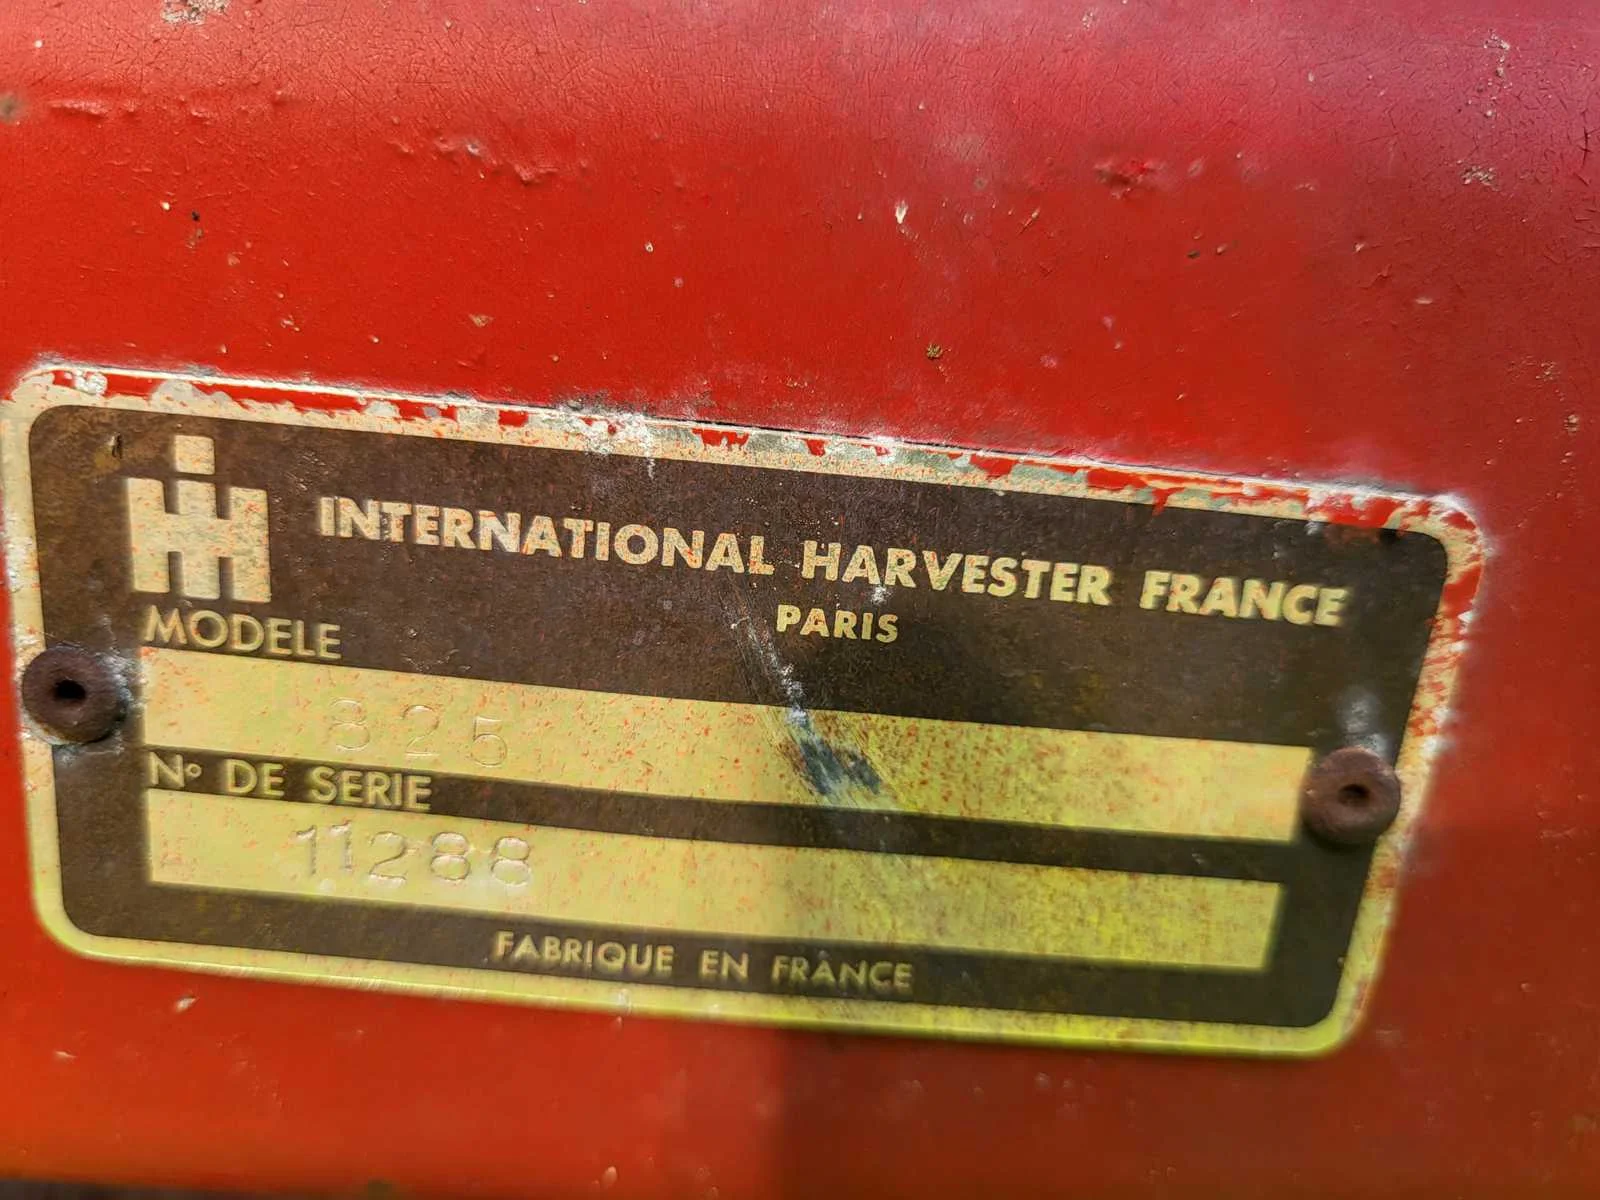 IH
INTERNATIONAL HARVESTER FRANCE
PARIS
MODELE
825
Nº DE SERIE
11288
FABRIQUE EN FRANCE